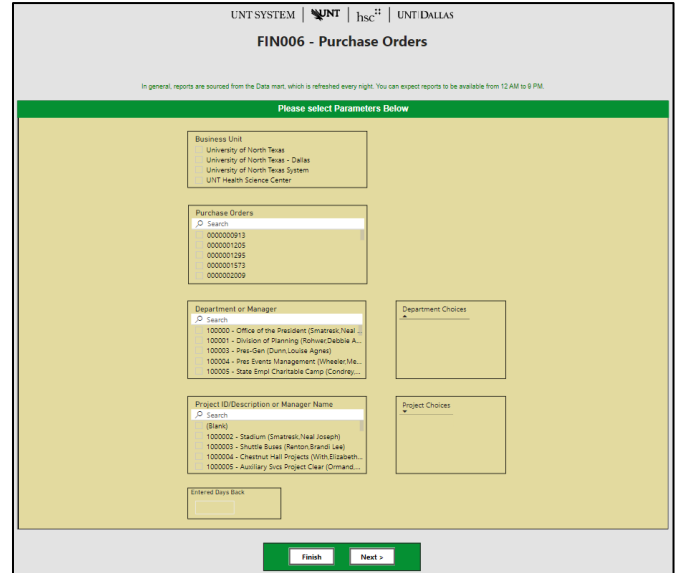 UNT SYSTEM | UNT | hsc | UNT DALLAS
FIN006 - Purchase Orders
In general, reports are sourced from the Data mart, which is refreshed every night. You can expect reports to be available from 12 AM to 9 PM.
Please select Parameters Below
Business Unit
University of North Texas
University of North Texas - Dallas
University of North Texas System
UNT Health Science Center
Purchase Orders
Search
0000000913
0000001205
0000001295
0000001573
0000002009
Department or Manager
Search
100000 - Office of the President (Smatresk,Neal ...
100001 - Division of Planning (Rohwer,Debbie A...
100003 - Pres-Gen (Dunn,Louise Agnes)
100004 - Pres Events Management (Wheeler,Me...
100005 - State Empl Charitable Camp (Condrey,...
Department Choices
Project ID/Description or Manager Name
Search
(Blank)
1000002 - Stadium (Smatresk,Neal Joseph)
1000003 - Shuttle Buses (Renton,Brandi Lee)
1000004 - Chestnut Hall Projects (With,Elizabeth...
1000005 - Auxiliary Svcs Project Clear (Ormand,...
Project Choices
Entered Days Back
Finish
Next >